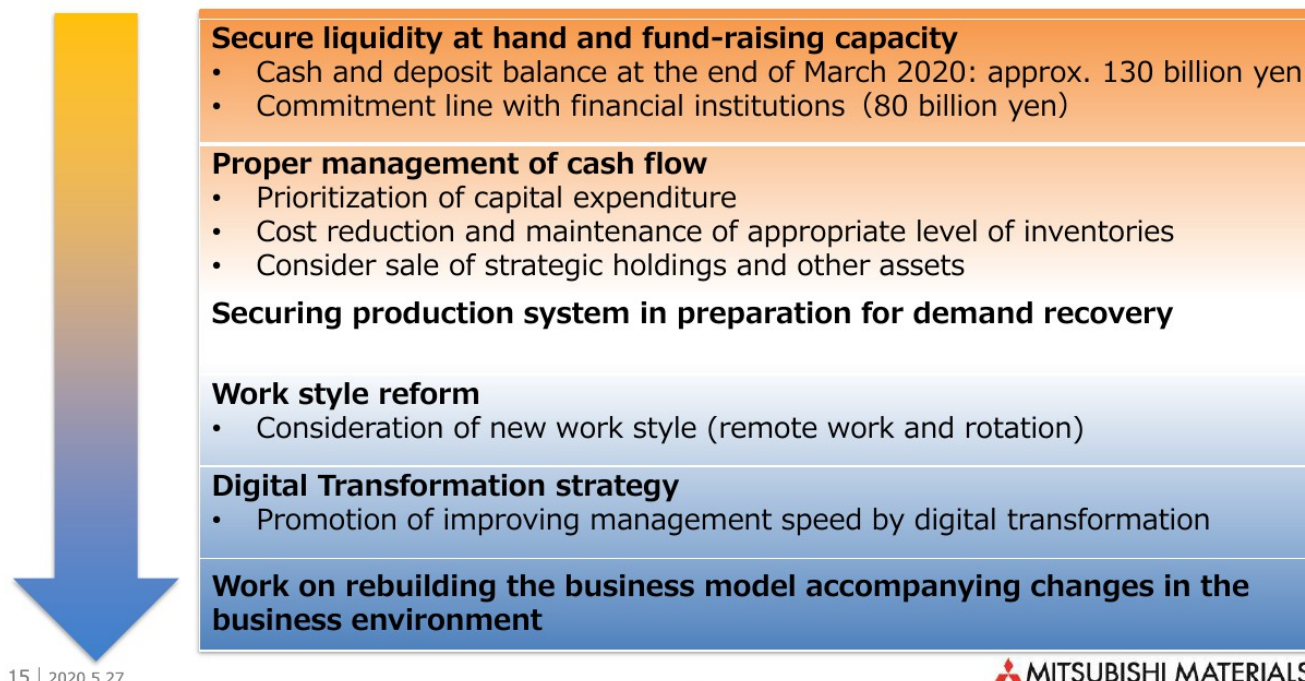 Secure liquidity at hand and fund-raising capacity
• Cash and deposit balance at the end of March 2020: approx. 130 billion yen
• Commitment line with financial institutions（80 billion yen）
Proper management of cash flow
• Prioritization of capital expenditure
• Cost reduction and maintenance of appropriate level of inventories
• Consider sale of strategic holdings and other assets
Securing production system in preparation for demand recovery
Work style reform
• Consideration of new work style (remote work and rotation)
Digital Transformation strategy
• Promotion of improving management speed by digital transformation
Work on rebuilding the business model accompanying changes in the
business environment
15 | 2020.5.27
MITSUBISHI MATERIALS